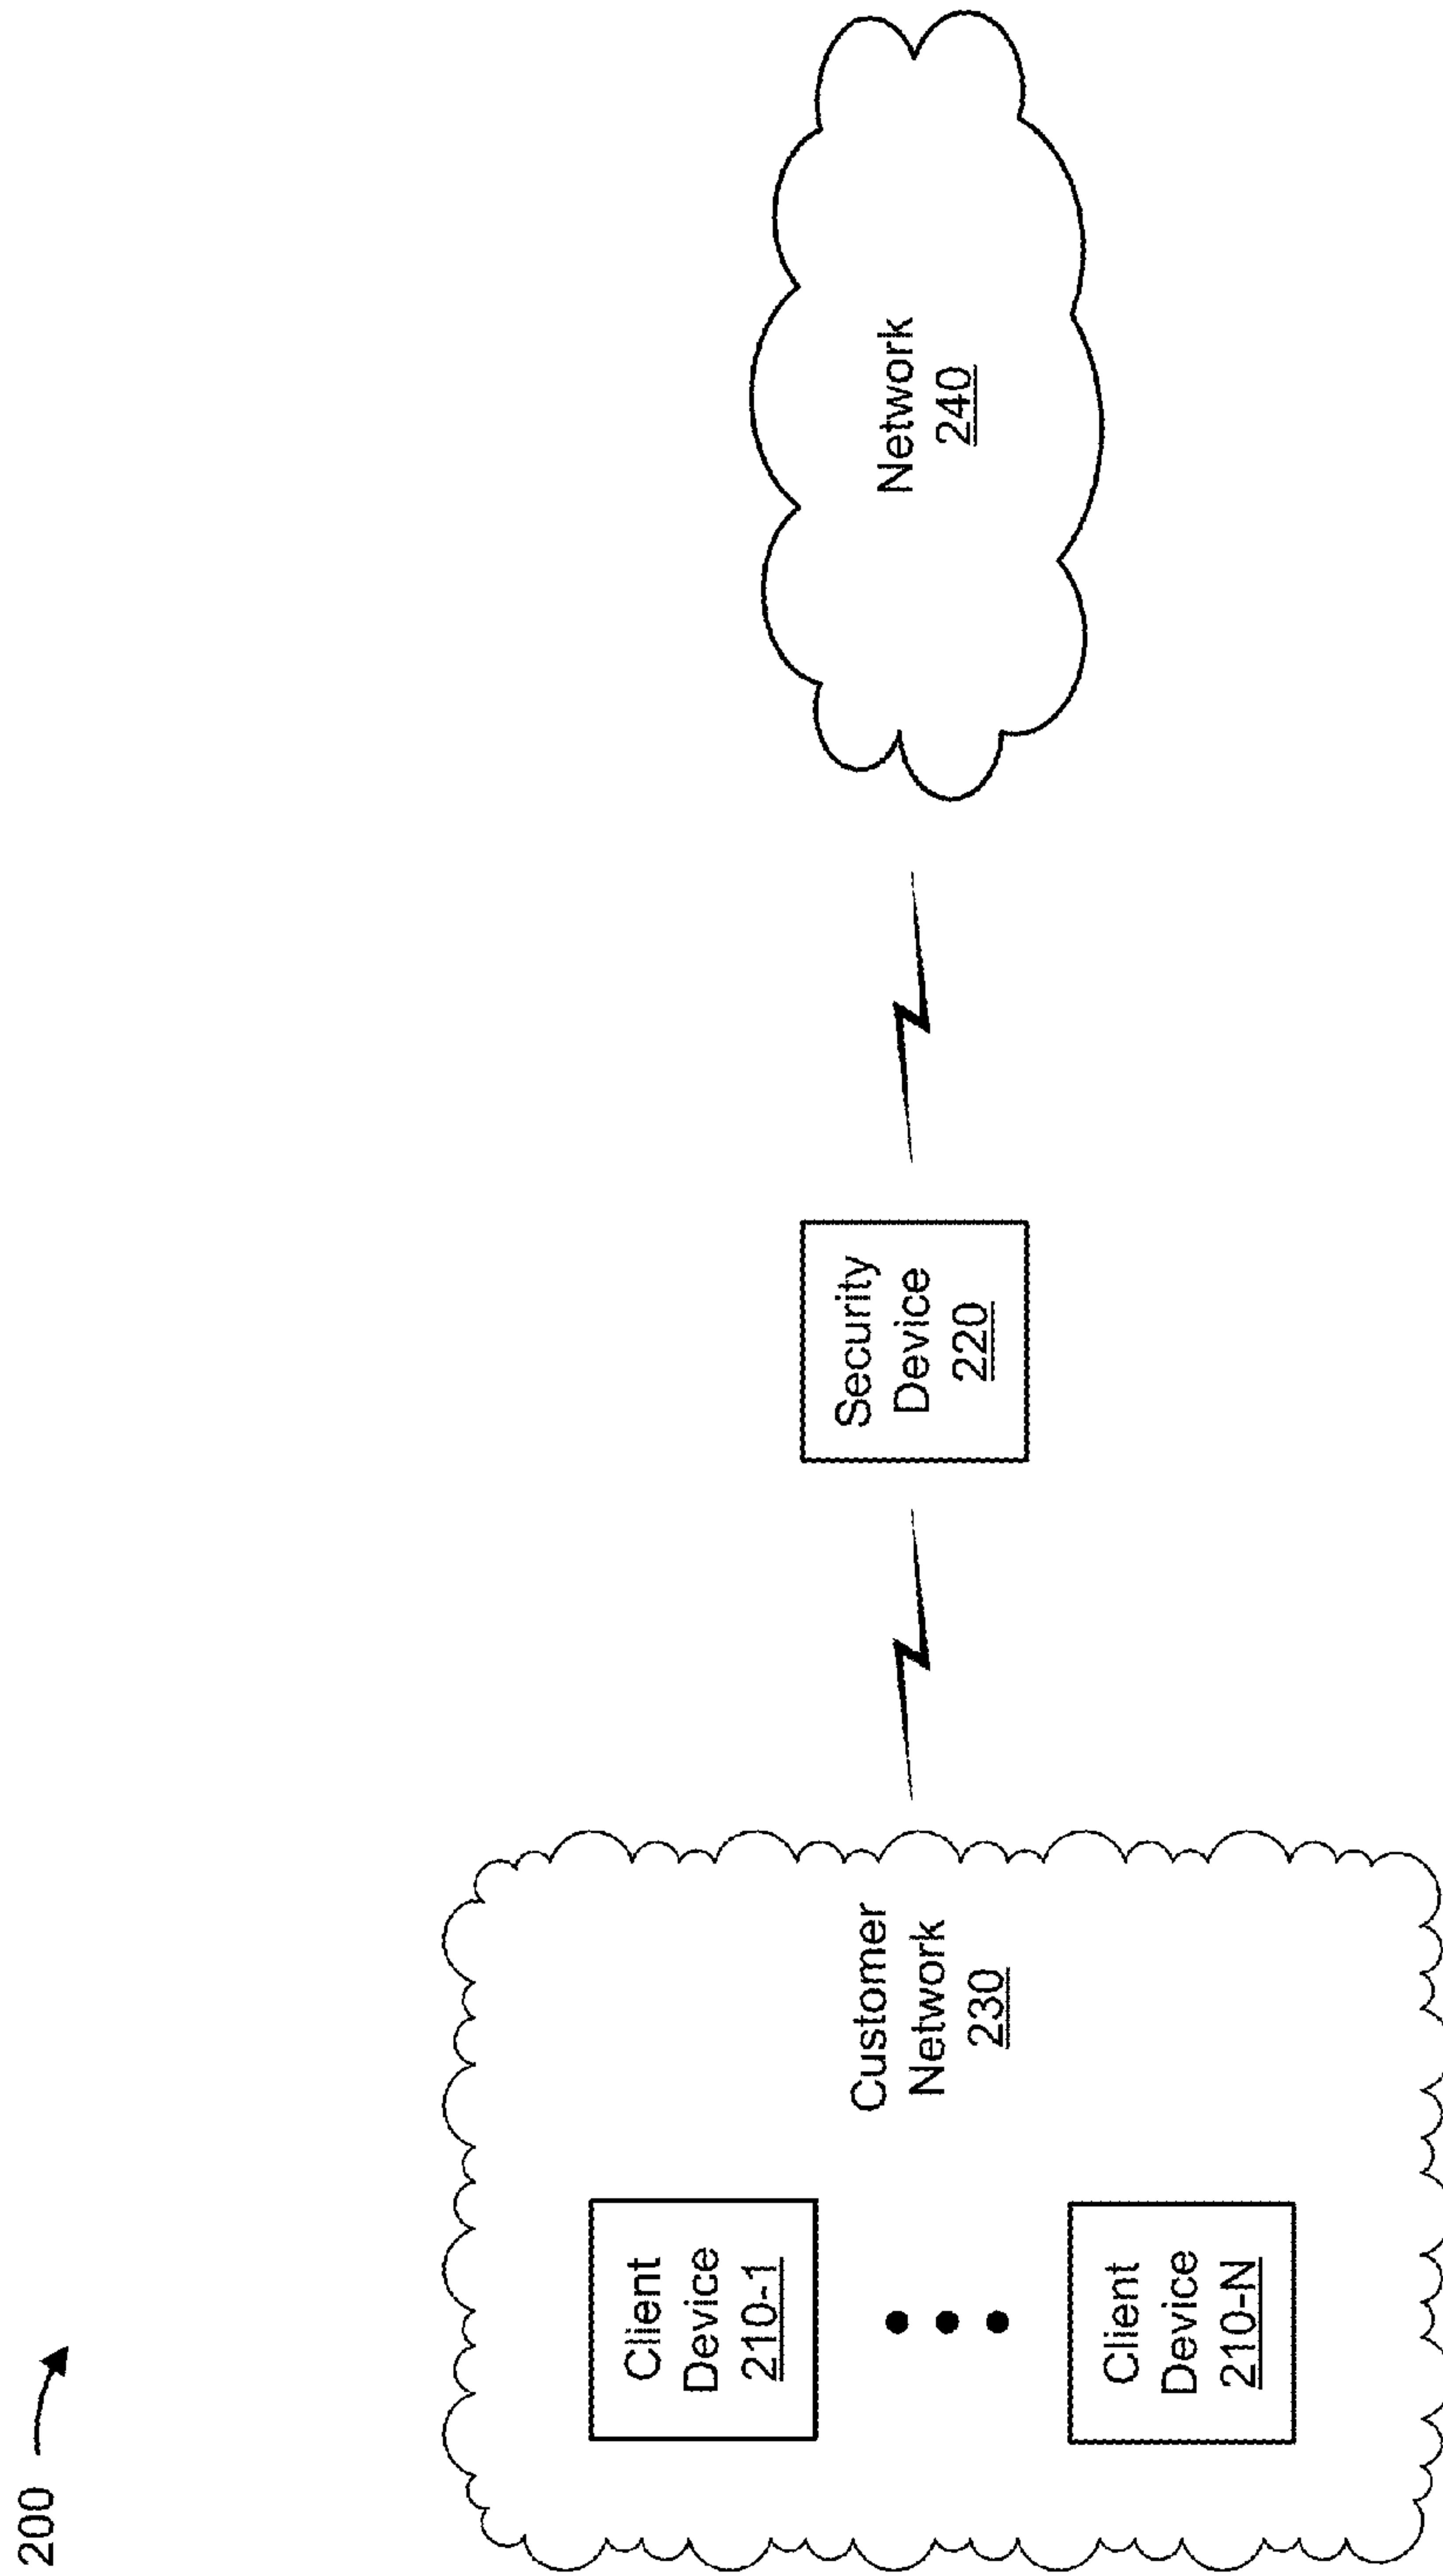 200
Client
Device
210-1
Client
Device
210-N
Customer
Network
230
Security
Device
220
Network
240